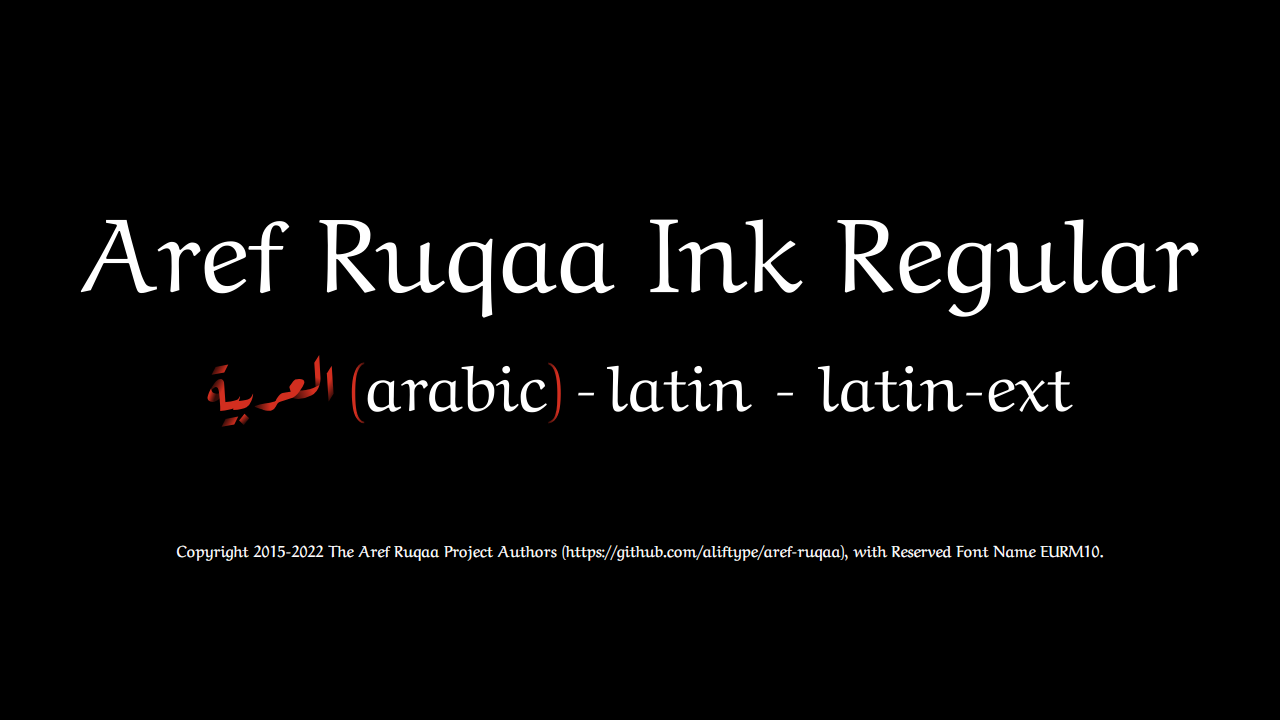 Aref Ruqaa Ink Regular
العربية (arabic) - latin - latin-ext
Copyright 2015-2022 The Aref Ruqaa Project Authors (https://github.com/aliftype/aref-ruqaa), with Reserved Font Name EURM10.